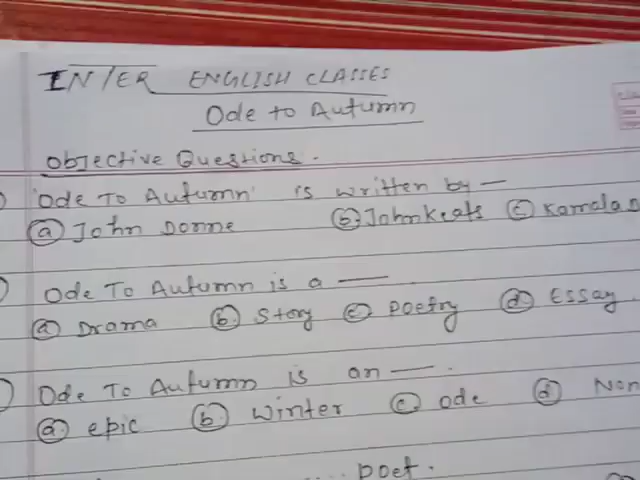 INTER ENGLISH CLASSES
Ode to Autumn
Objective Questions.
'Ode To Autumn' is written by —
(a) John Donne (b) John Keats (c)
Ode To Autumn is a —
(a) Drama (b) Story (c) Poetry (d) Essay
Ode To Autumn is an —.
(a) epic (b) winter (c) ode (d)
.... poet.